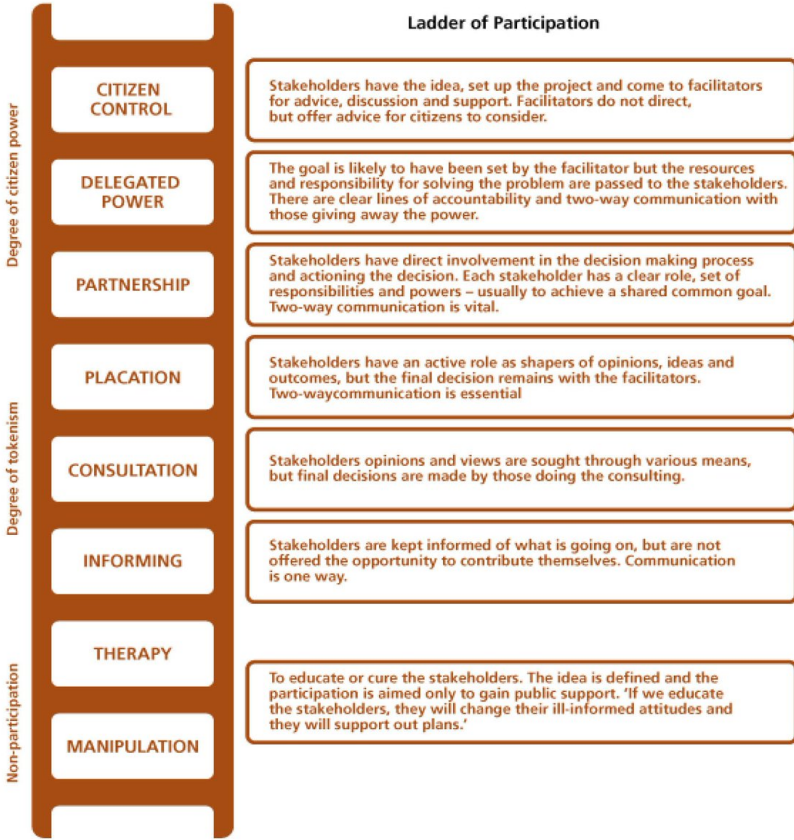 Ladder of Participation
Degree of citizen power
CITIZEN
CONTROL
Stakeholders have the idea, set up the project and come to facilitators
for advice, discussion and support. Facilitators do not direct,
but offer advice for citizens to consider.
DELEGATED
POWER
The goal is likely to have been set by the facilitator but the resources
and responsibility for solving the problem are passed to the stakeholders.
There are clear lines of accountability and two-way communication with
those giving away the power.
PARTNERSHIP
Stakeholders have direct involvement in the decision making process
and actioning the decision. Each stakeholder has a clear role, set of
responsibilities and powers – usually to achieve a shared common goal.
Two-way communication is vital.
Degree of tokenism
PLACATION
Stakeholders have an active role as shapers of opinions, ideas and
outcomes, but the final decision remains with the facilitators.
Two-waycommunication is essential
CONSULTATION
Stakeholders opinions and views are sought through various means,
but final decisions are made by those doing the consulting.
INFORMING
Stakeholders are kept informed of what is going on, but are not
offered the opportunity to contribute themselves. Communication
is one way.
Non-participation
THERAPY
MANIPULATION
To educate or cure the stakeholders. The idea is defined and the
participation is aimed only to gain public support. ‘If we educate
the stakeholders, they will change their ill-informed attitudes and
they will support out plans.’